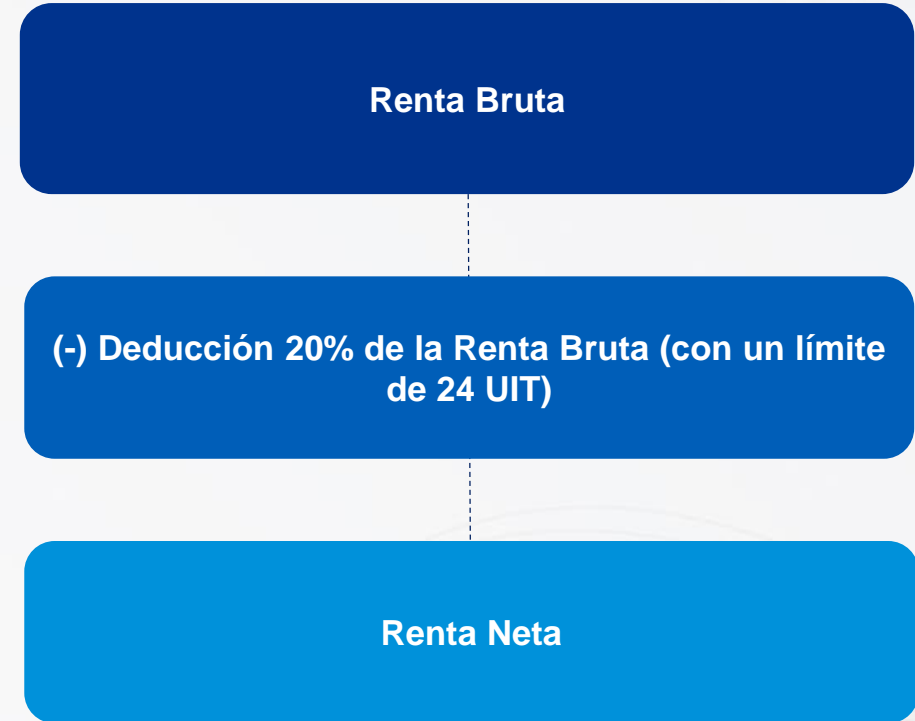 Renta Bruta
(-) Deducción 20% de la Renta Bruta (con un límite
de 24 UIT)
Renta Neta